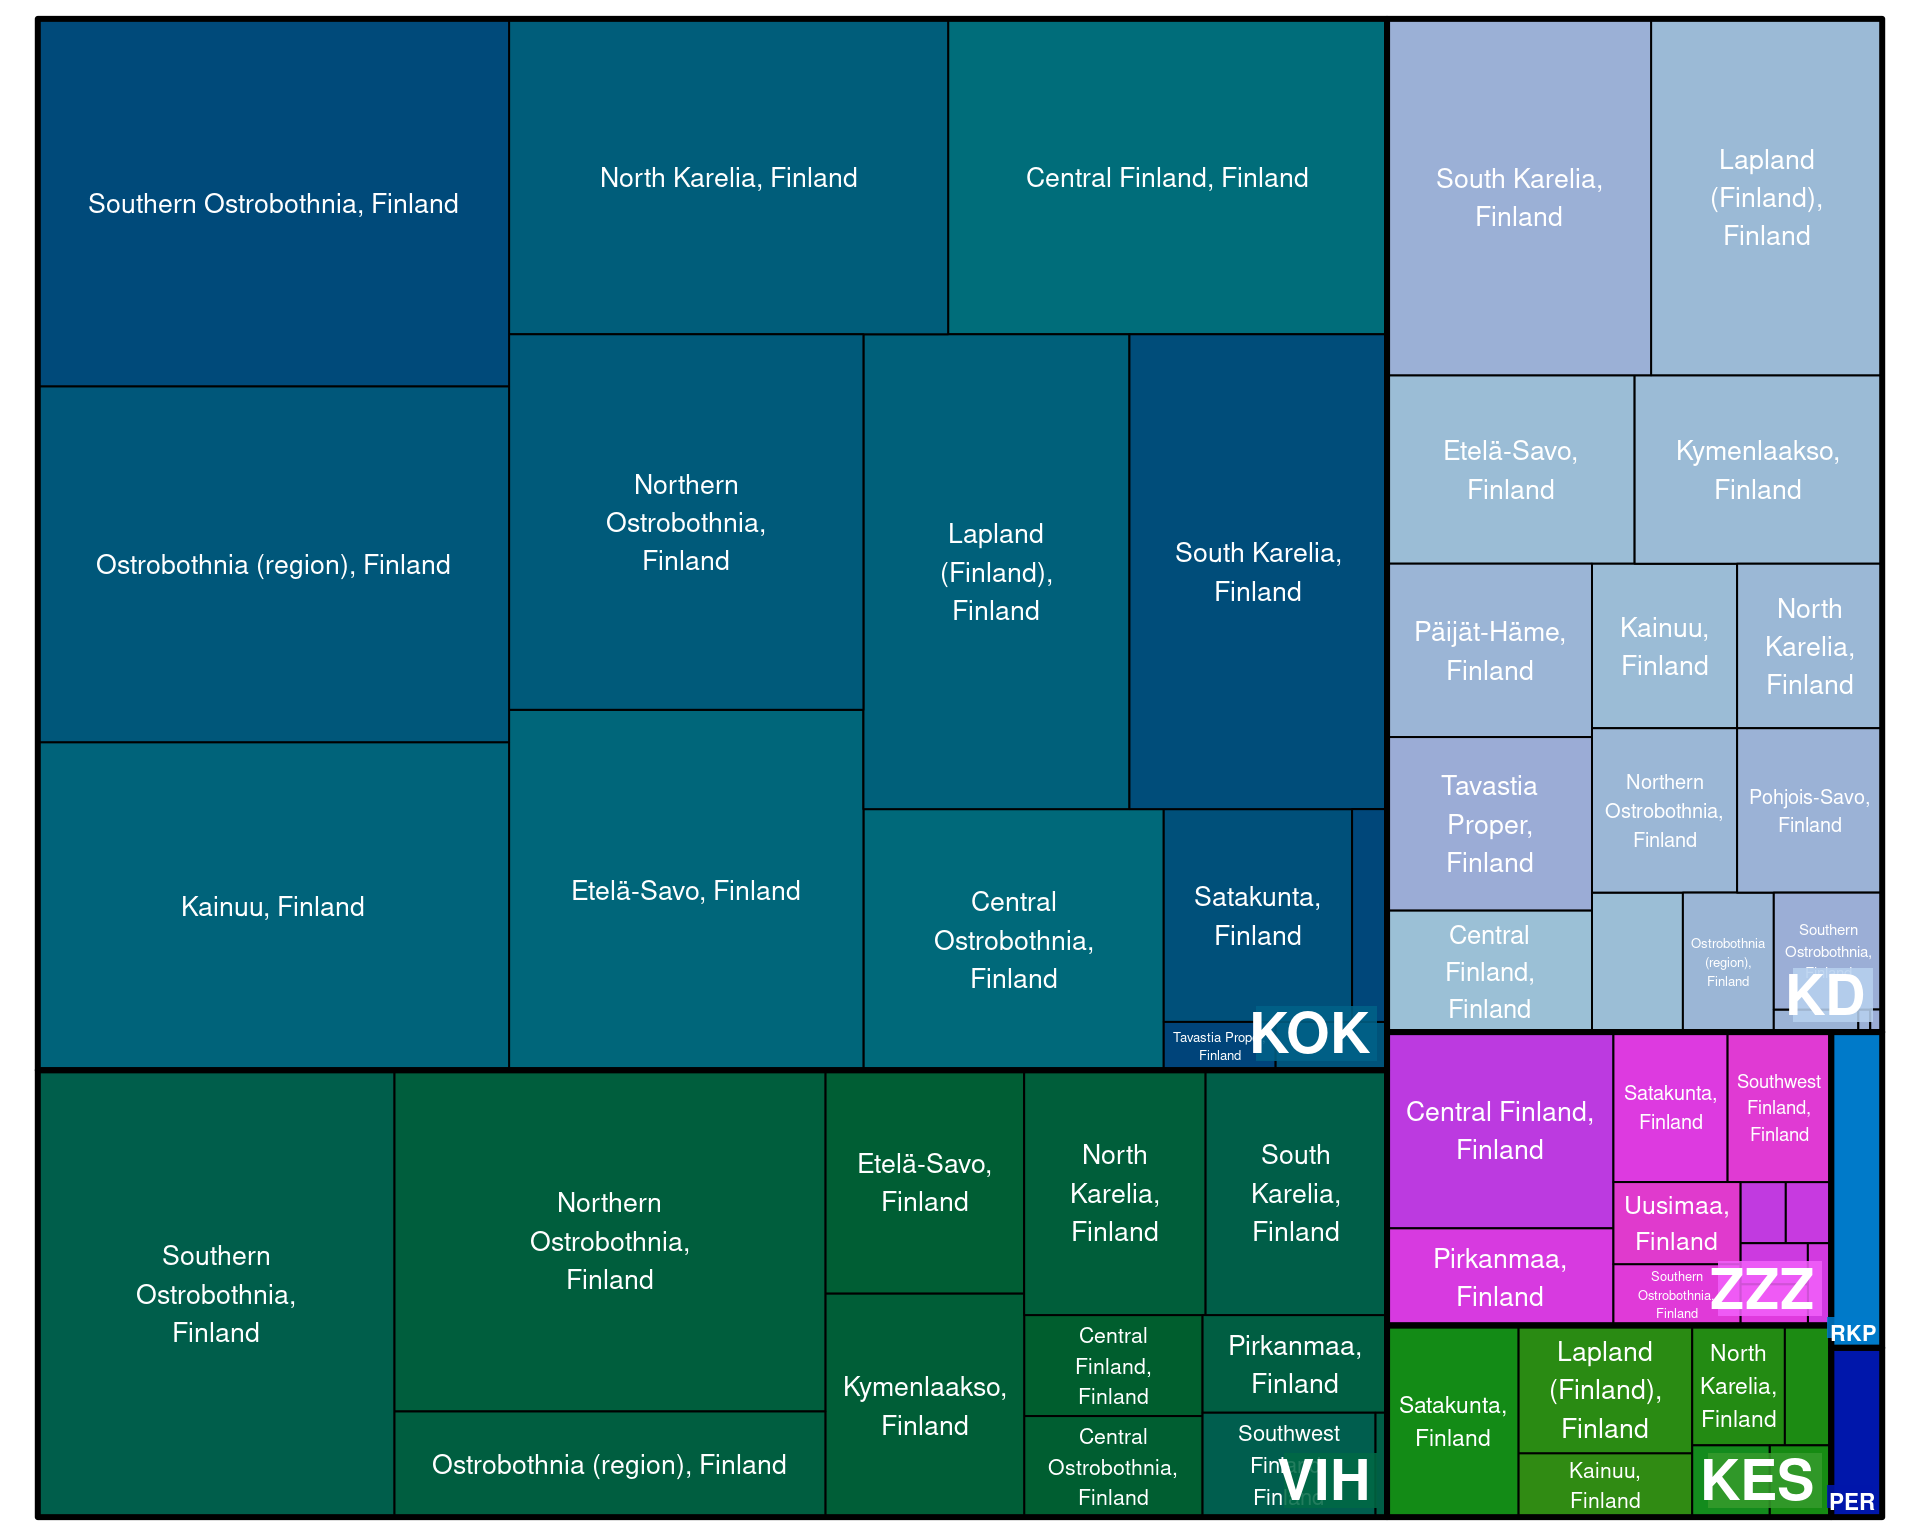 Southern Ostrobothnia, Finland
North Karelia, Finland
Central Finland, Finland
Ostrobothnia (region), Finland
Northern
Ostrobothnia,
Finland
Lapland
(Finland),
Finland
South Karelia,
Finland
Kainuu, Finland
Etelä-Savo, Finland
Central
Ostrobothnia,
Finland
Satakunta,
Finland
Tavastia
Finland
KOK
South Karelia,
Finland
Lapland
(Finland),
Finland
Etelä-Savo,
Finland
Kymenlaakso,
Finland
Päijät-Häme,
Finland
Kainuu,
Finland
North
Karelia,
Finland
Tavastia
Proper,
Finland
Northern
Ostrobothnia,
Finland
Pohjois-Savo,
Finland
Central
Finland,
Finland
Ostrobothnia
(region),
Finland
Southern
Ostrobothnia,
KD
Southern
Ostrobothnia,
Finland
Northern
Ostrobothnia,
Finland
Ostrobothnia (region), Finland
Etelä-Savo,
Finland
Kymenlaakso,
Finland
North
Karelia,
Finland
South
Karelia,
Finland
Central
Finland,
Finland
Pirkanmaa,
Finland
Central
Ostrobothnia,
Finland
Southwest
VIH
Central Finland,
Finland
Satakunta,
Finland
Southwest
Finland,
Finland
Pirkanmaa,
Finland
Uusimaa,
Finland
Southern
Ostrobothnia,
Finland
ZZZ
RKP
Satakunta,
Finland
Lapland
(Finland),
Finland
North
Karelia,
Finland
Kainuu,
Finland
KES
PER